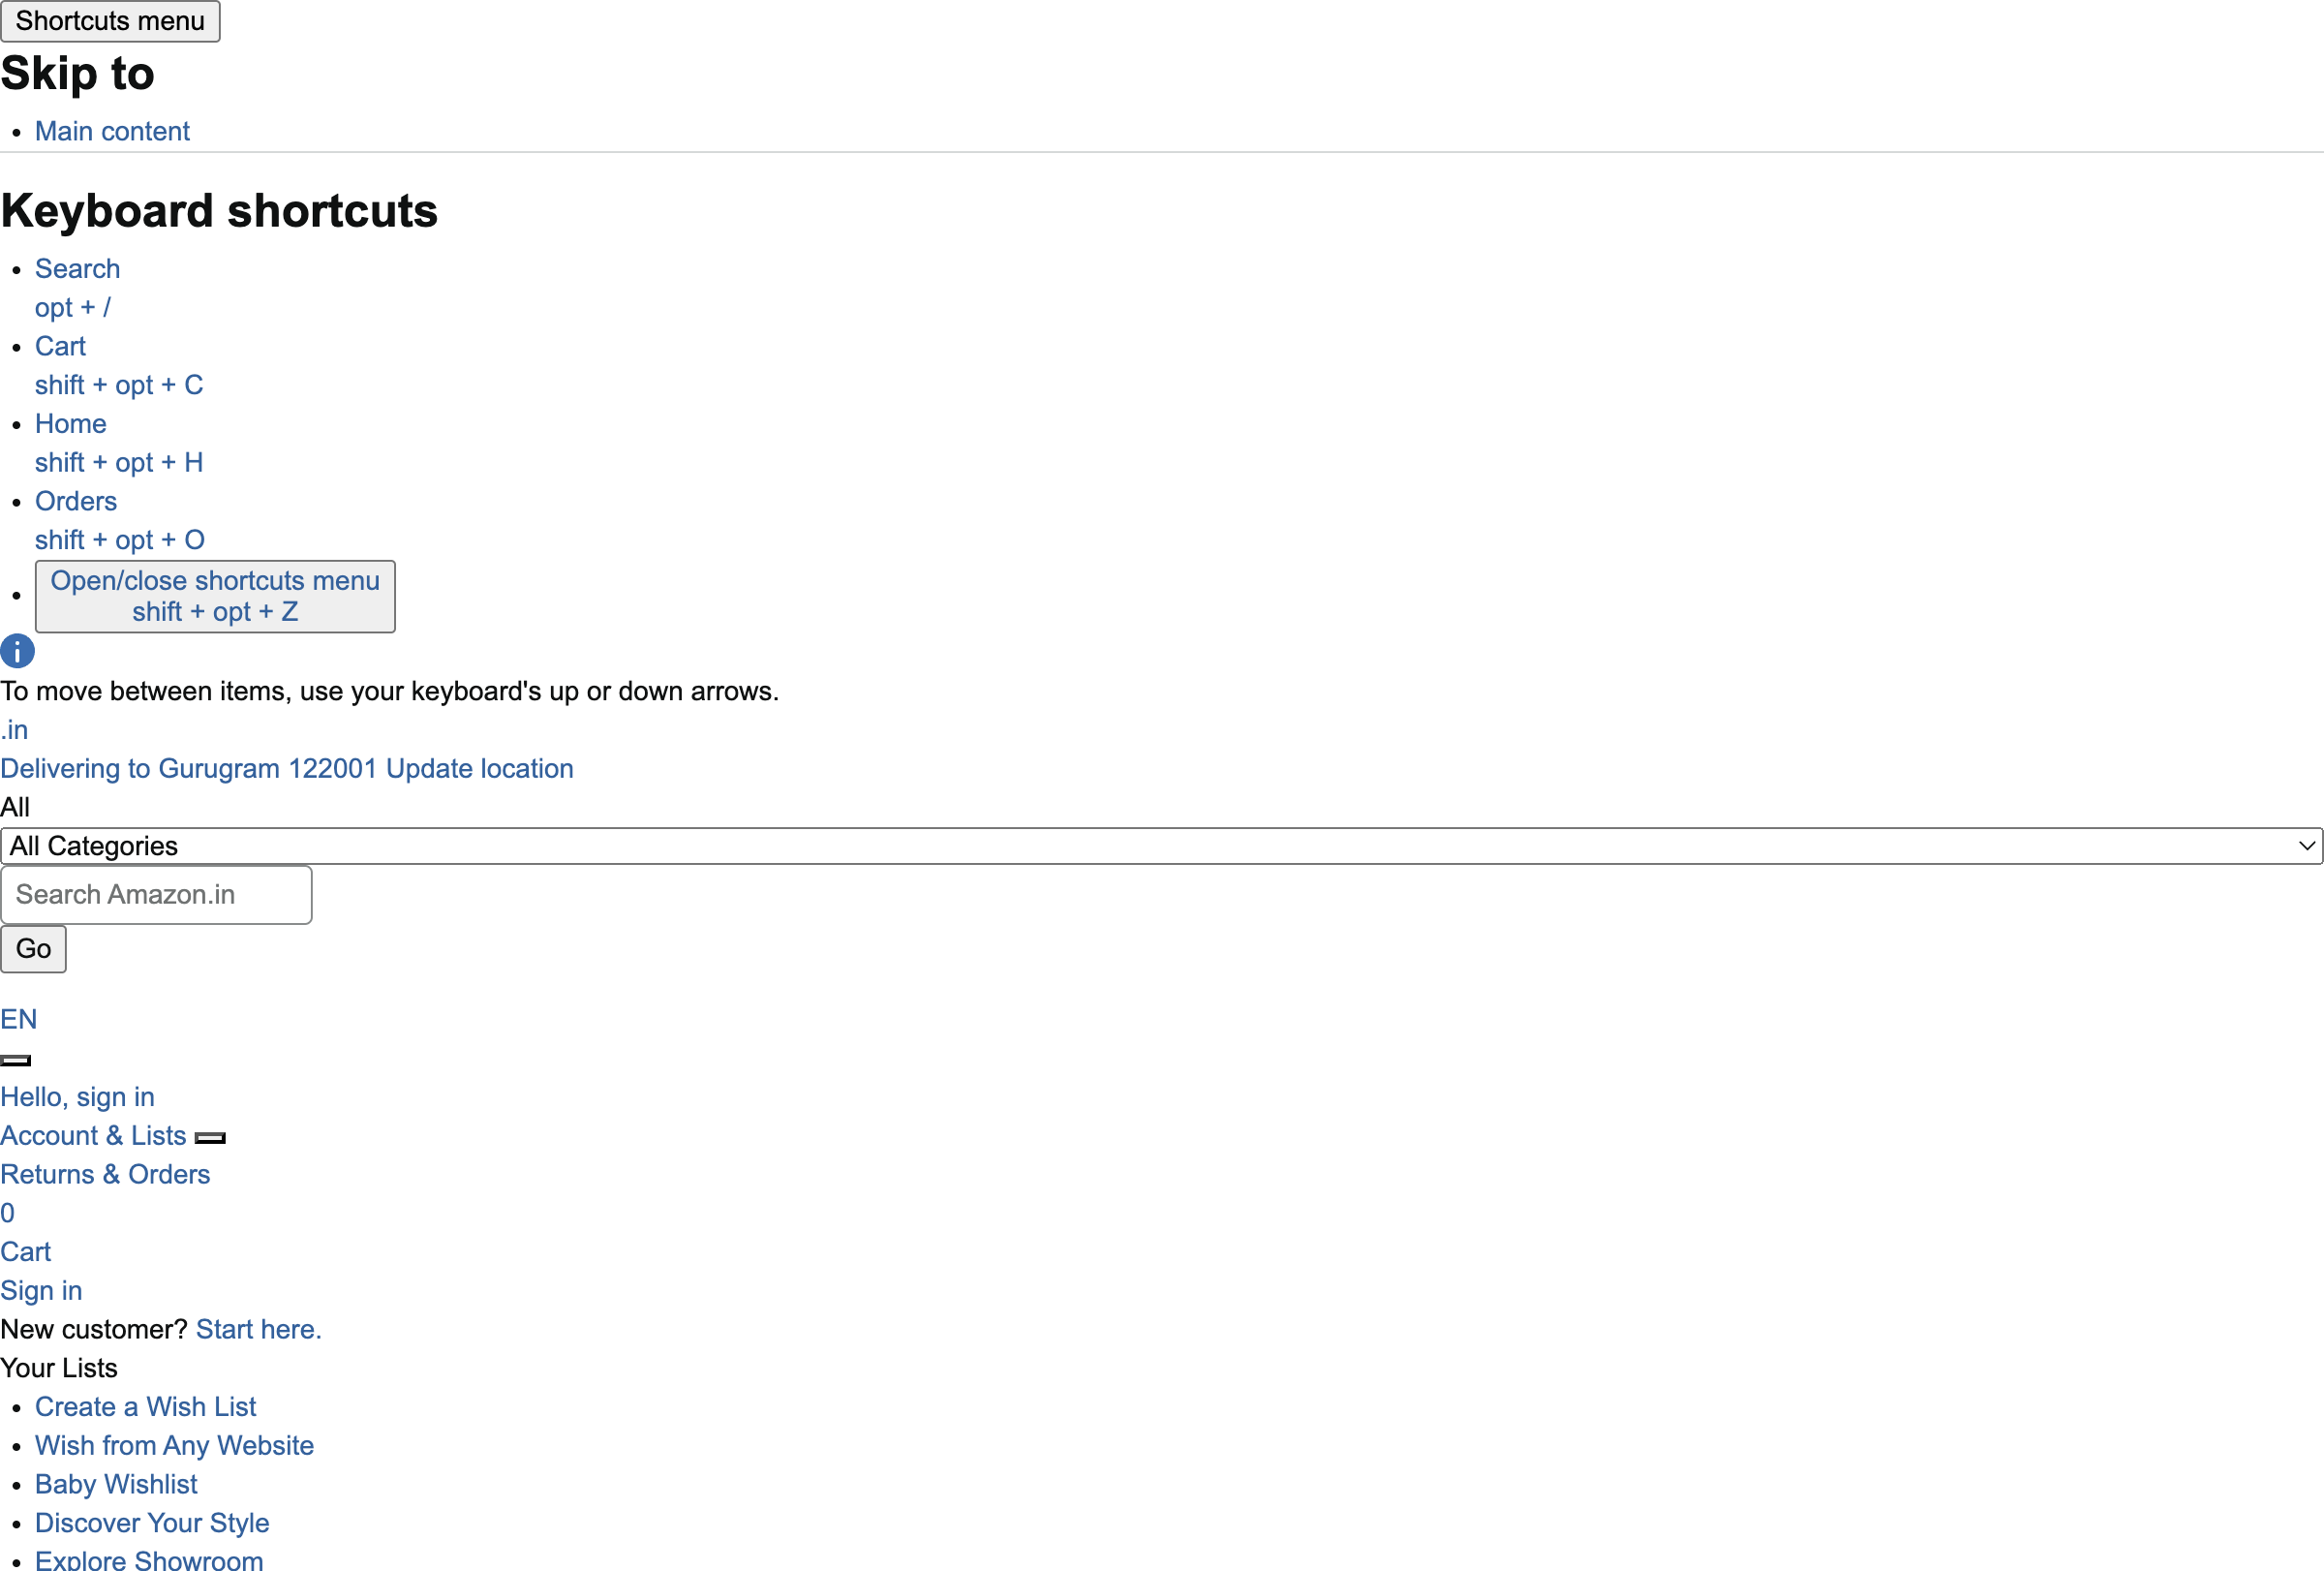 Shortcuts menu
Skip to
Main content
Keyboard shortcuts
Search
opt + /
Cart
shift + opt + C
Home
shift + opt + H
Orders
shift + opt + O
Open/close shortcuts menu
shift + opt + Z
To move between items, use your keyboard's up or down arrows.
.in
Delivering to Gurugram 122001 Update location
All
All Categories
Search Amazon.in
Go
EN
Hello, sign in
Account & Lists
Returns & Orders
0
Cart
Sign in
New customer? Start here.
Your Lists
Create a Wish List
Wish from Any Website
Baby Wishlist
Discover Your Style
Explore Showroom